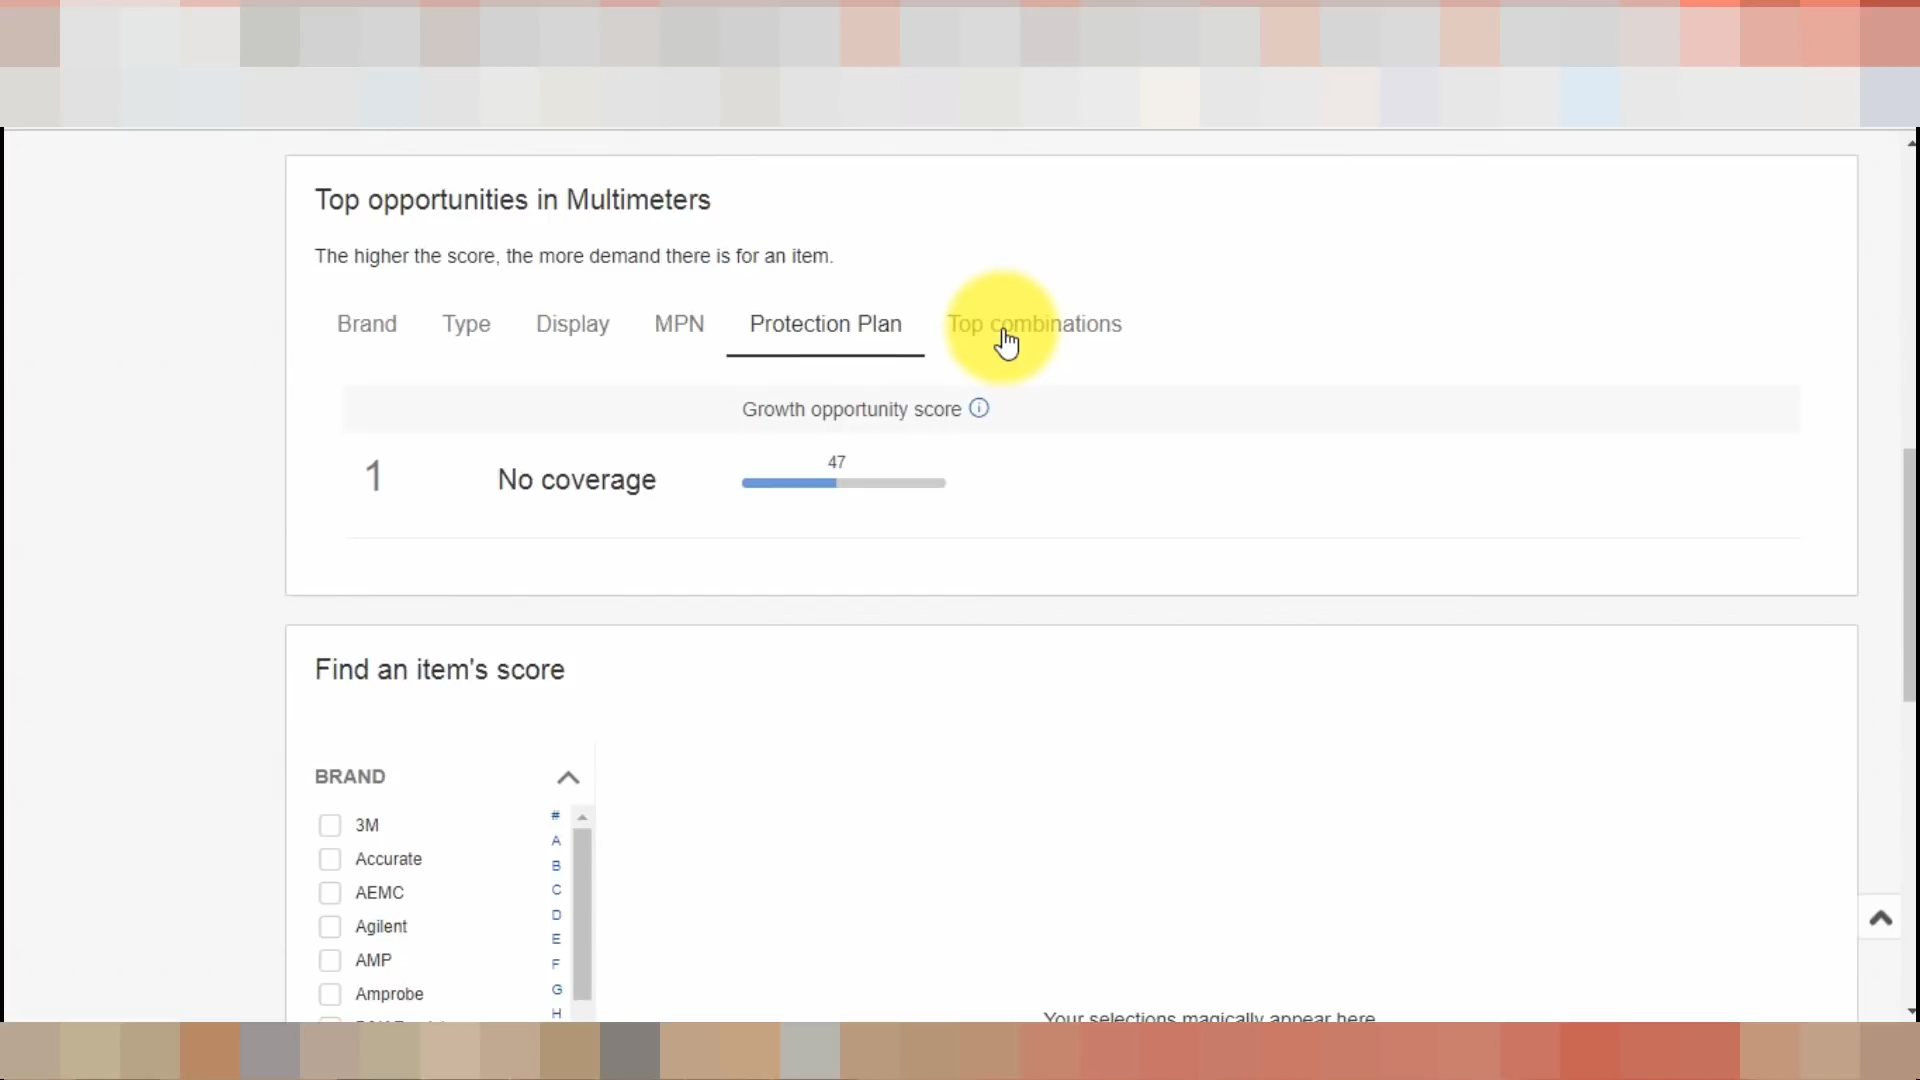 Top opportunities in Multimeters
The higher the score, the more demand there is for an item.
Brand Type Display MPN Protection Plan Top combinations
Growth opportunity score
47
1 No coverage
Find an item's score
BRAND
3M
Accurate
AEMC
Agilent
AMP
Amprobe
#
A
B
C
D
E
F
G
H
Your selections magically appear here